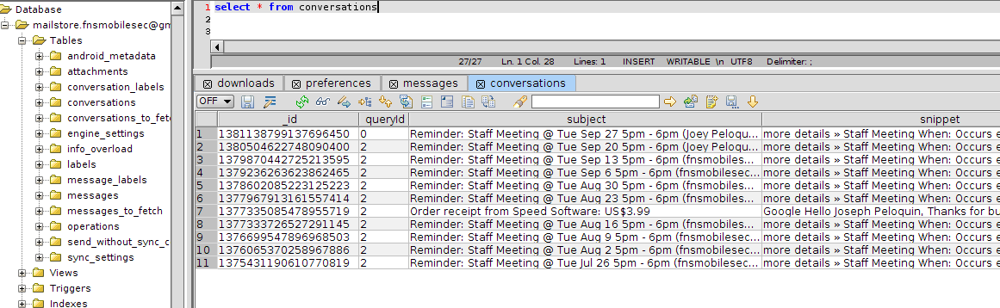 Database
mailstore.fnsmobilesec@gm
Tables
android_metadata
attachments
conversation_labels
conversations
conversations_to_fetc
engine_settings
info_overload
labels
message_labels
messages
messages_to_fetch
operations
send_without_sync_c
sync_settings
Views
Triggers
Indexes
1 select * from conversations
2
3
27/27 Ln. 1 Col. 28 Lines: 1 INSERT WRITABLE \n UTF8 Delimiter: ;
downloads preferences messages conversations
OFF
_id queryId subject snippet
1 1381138799137696450 0 Reminder: Staff Meeting @ Tue Sep 27 5pm - 6pm (Joey Peloqu... more details » Staff Meeting When: Occurs e
2 1380504622748090400 2 Reminder: Staff Meeting @ Tue Sep 20 5pm - 6pm (Joey Peloqu... more details » Staff Meeting When: Occurs e
3 1379870442725213595 2 Reminder: Staff Meeting @ Tue Sep 13 5pm - 6pm (fnsmobiles... more details » Staff Meeting When: Occurs e
4 1379236263623862465 2 Reminder: Staff Meeting @ Tue Sep 6 5pm - 6pm (fnsmobilesec... more details » Staff Meeting When: Occurs e
5 1378602085223125223 2 Reminder: Staff Meeting @ Tue Aug 30 5pm - 6pm (fnsmobiles... more details » Staff Meeting When: Occurs e
6 1377967913161557414 2 Reminder: Staff Meeting @ Tue Aug 23 5pm - 6pm (fnsmobiles... more details » Staff Meeting When: Occurs e
7 1377335085478955719 2 Order receipt from Speed Software: US$3.99 Google Hello Joseph Peloquin, Thanks for bu
8 1377333726527291145 2 Reminder: Staff Meeting @ Tue Aug 16 5pm - 6pm (fnsmobiles... more details » Staff Meeting When: Occurs e
9 1376699547896968503 2 Reminder: Staff Meeting @ Tue Aug 9 5pm - 6pm (fnsmobilesec... more details » Staff Meeting When: Occurs e
10 1376065370258967886 2 Reminder: Staff Meeting @ Tue Aug 2 5pm - 6pm (fnsmobilesec... more details » Staff Meeting When: Occurs e
11 1375431190610770819 2 Reminder: Staff Meeting @ Tue Jul 26 5pm - 6pm (fnsmobilesec... more details » Staff Meeting When: Occurs e